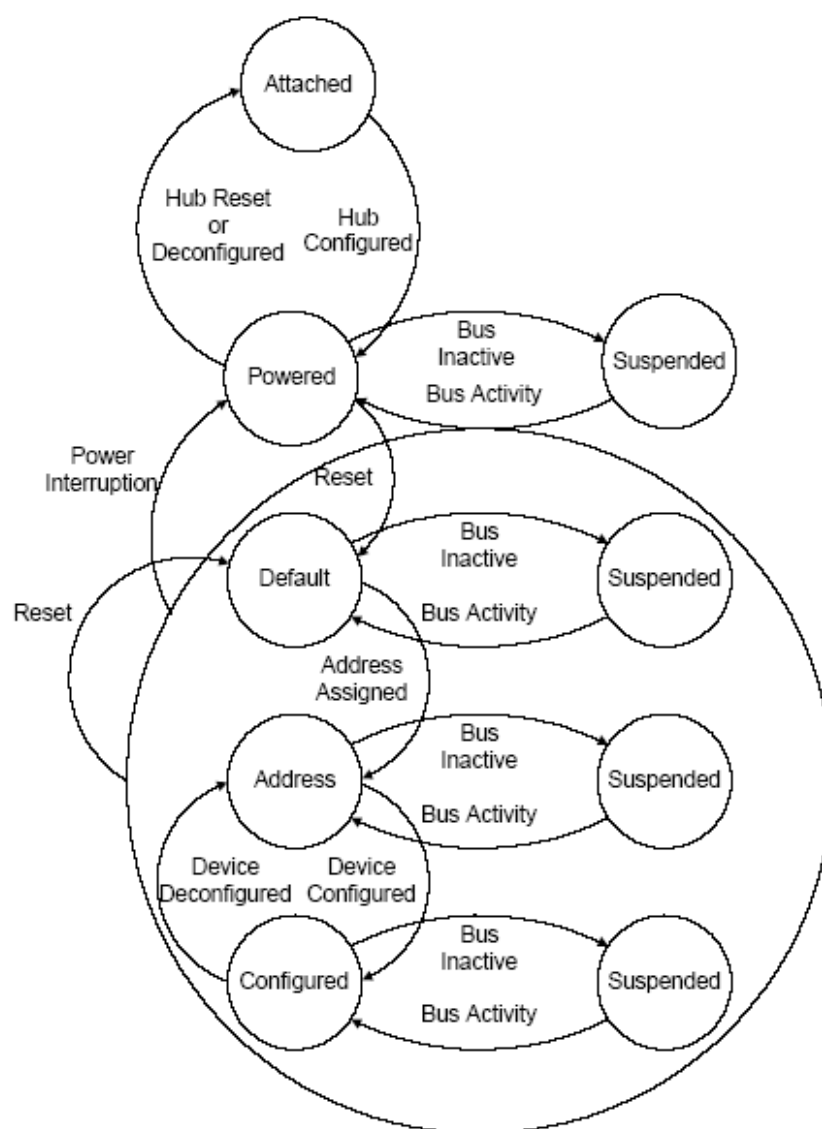 Attached
Hub Reset
or
Deconfigured
Hub
Configured
Powered
Bus
Inactive
Bus Activity
Suspended
Power
Interruption
Reset
Default
Bus
Inactive
Bus Activity
Suspended
Reset
Address
Assigned
Address
Bus
Inactive
Bus Activity
Suspended
Device
Deconfigured
Device
Configured
Configured
Bus
Inactive
Bus Activity
Suspended